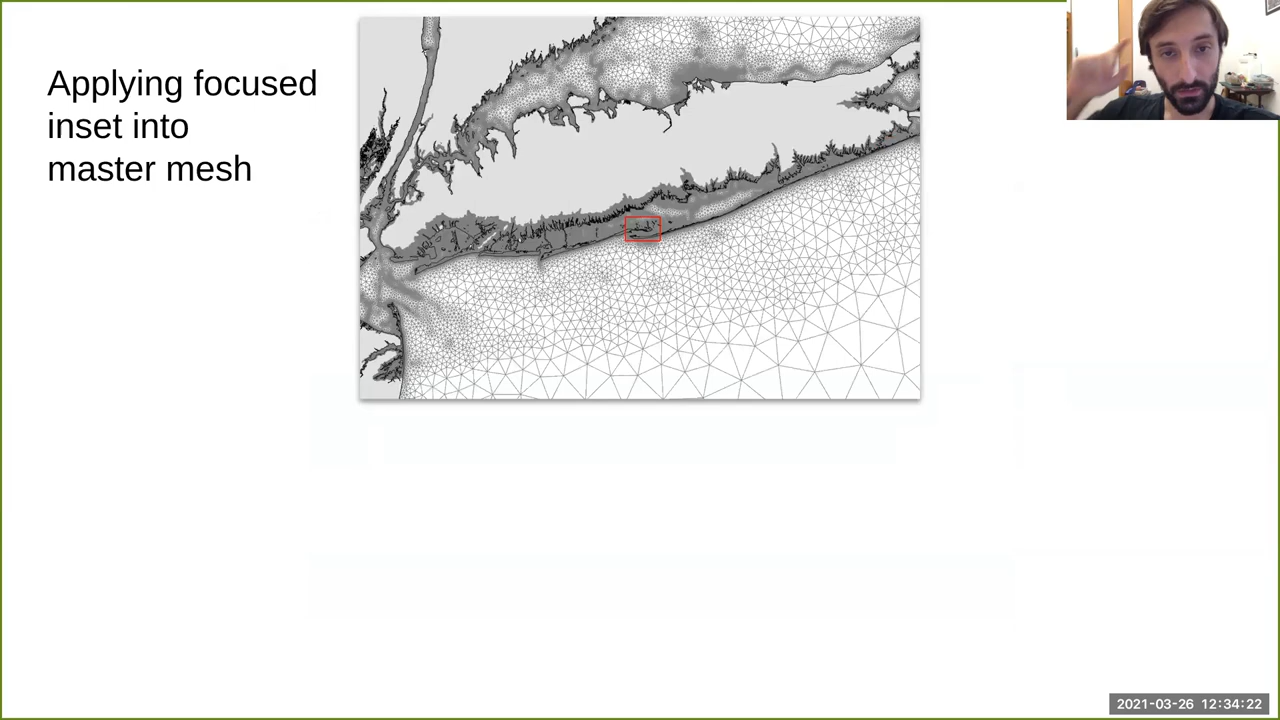 Applying focused
inset into
master mesh
2021-03-26 12:34:22